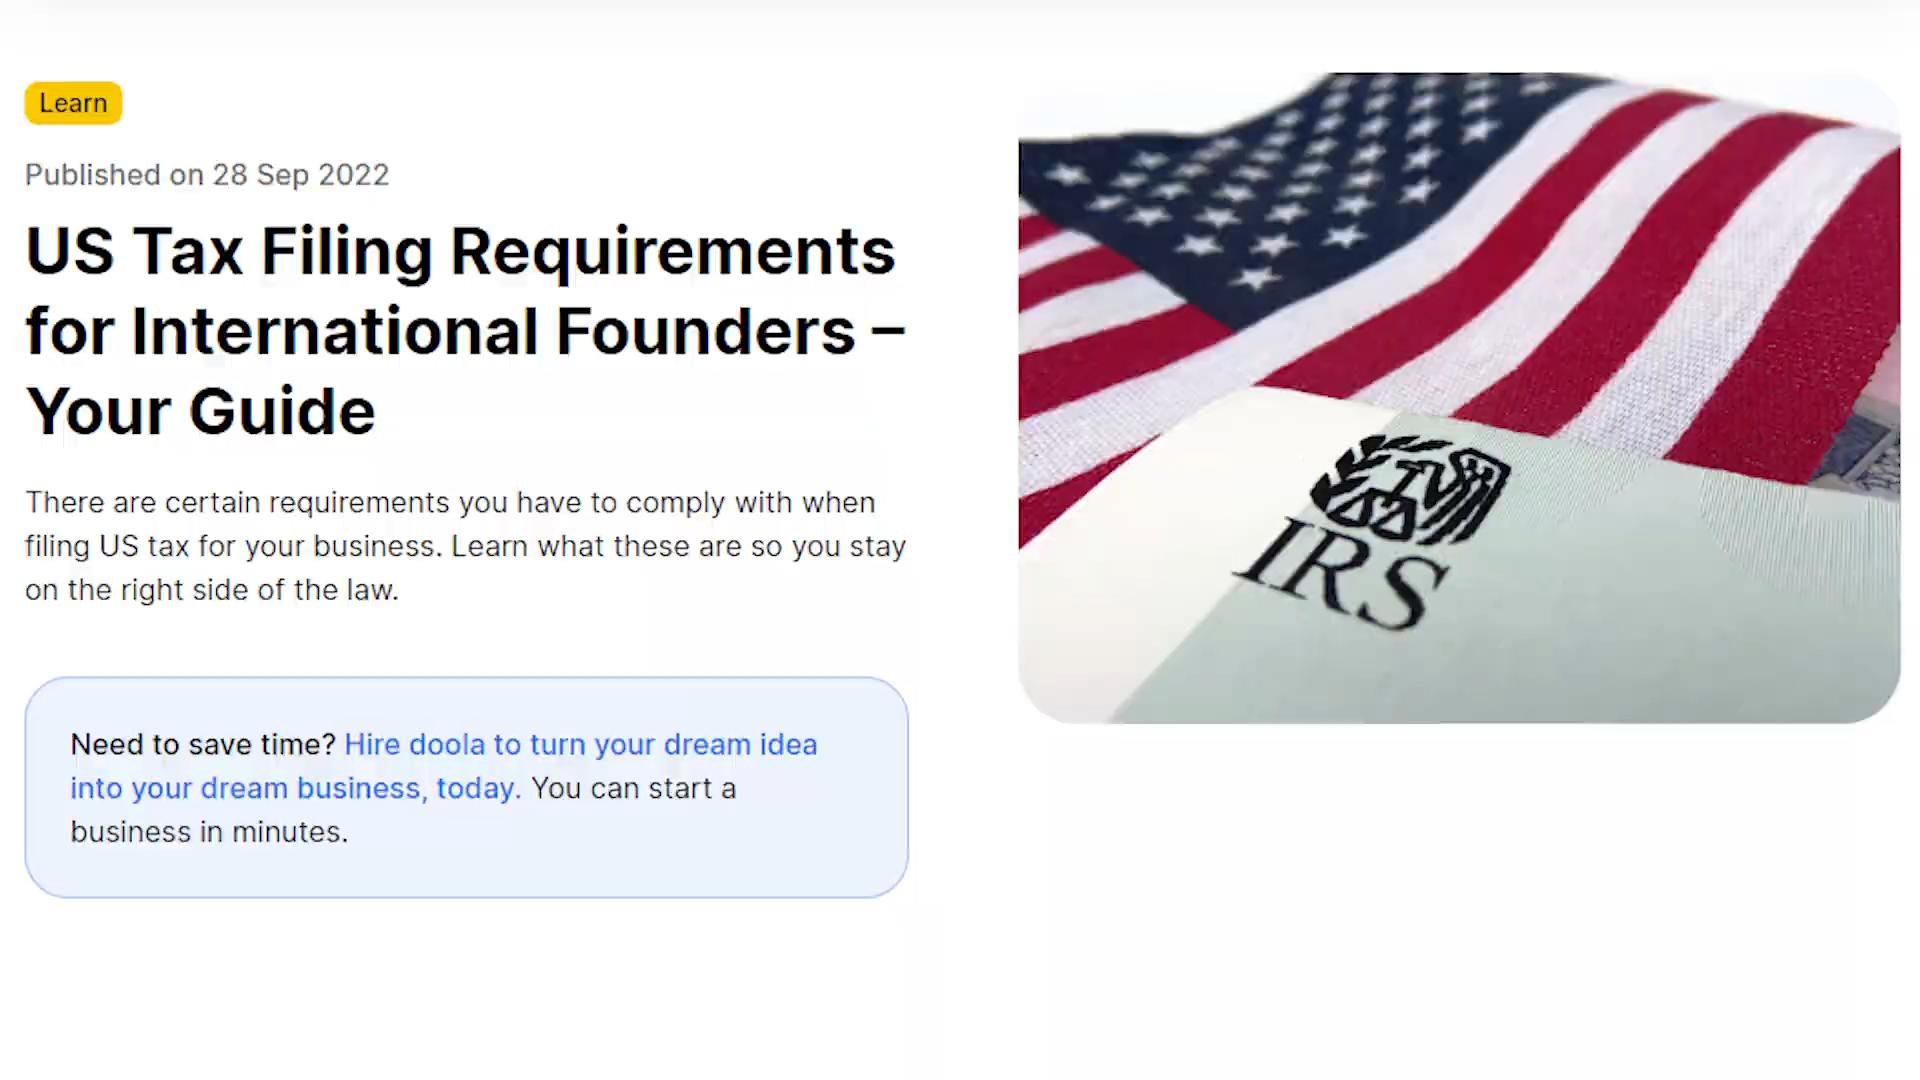 Learn
Published on 28 Sep 2022
US Tax Filing Requirements
for International Founders –
Your Guide
There are certain requirements you have to comply with when
filing US tax for your business. Learn what these are so you stay
on the right side of the law.
Need to save time? Hire doola to turn your dream idea
into your dream business, today. You can start a
business in minutes.
IRS